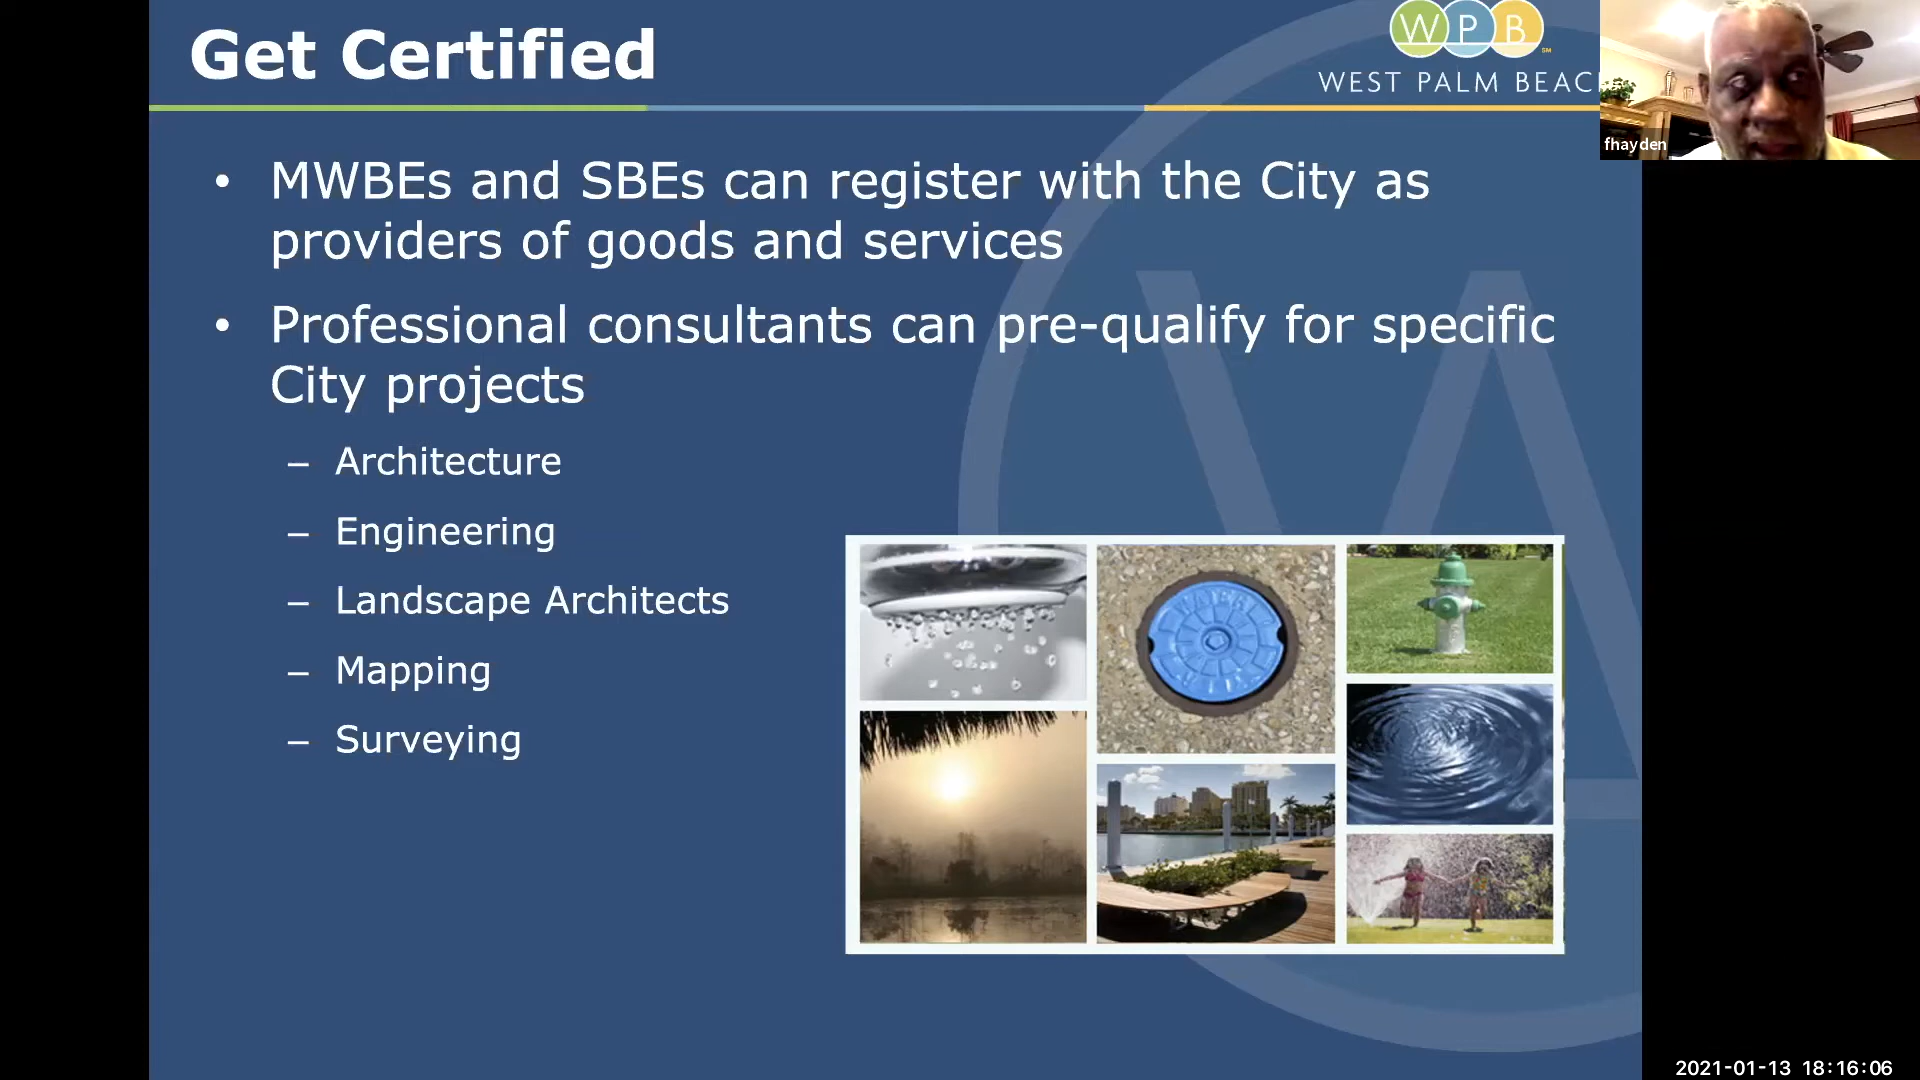 Get Certified
WPB
SM
WEST PALM BEAC
fhayden
• MWBEs and SBEs can register with the City as
providers of goods and services
• Professional consultants can pre-qualify for specific
City projects
– Architecture
– Engineering
– Landscape Architects
– Mapping
– Surveying
WATER
2021-01-13 18:16:06